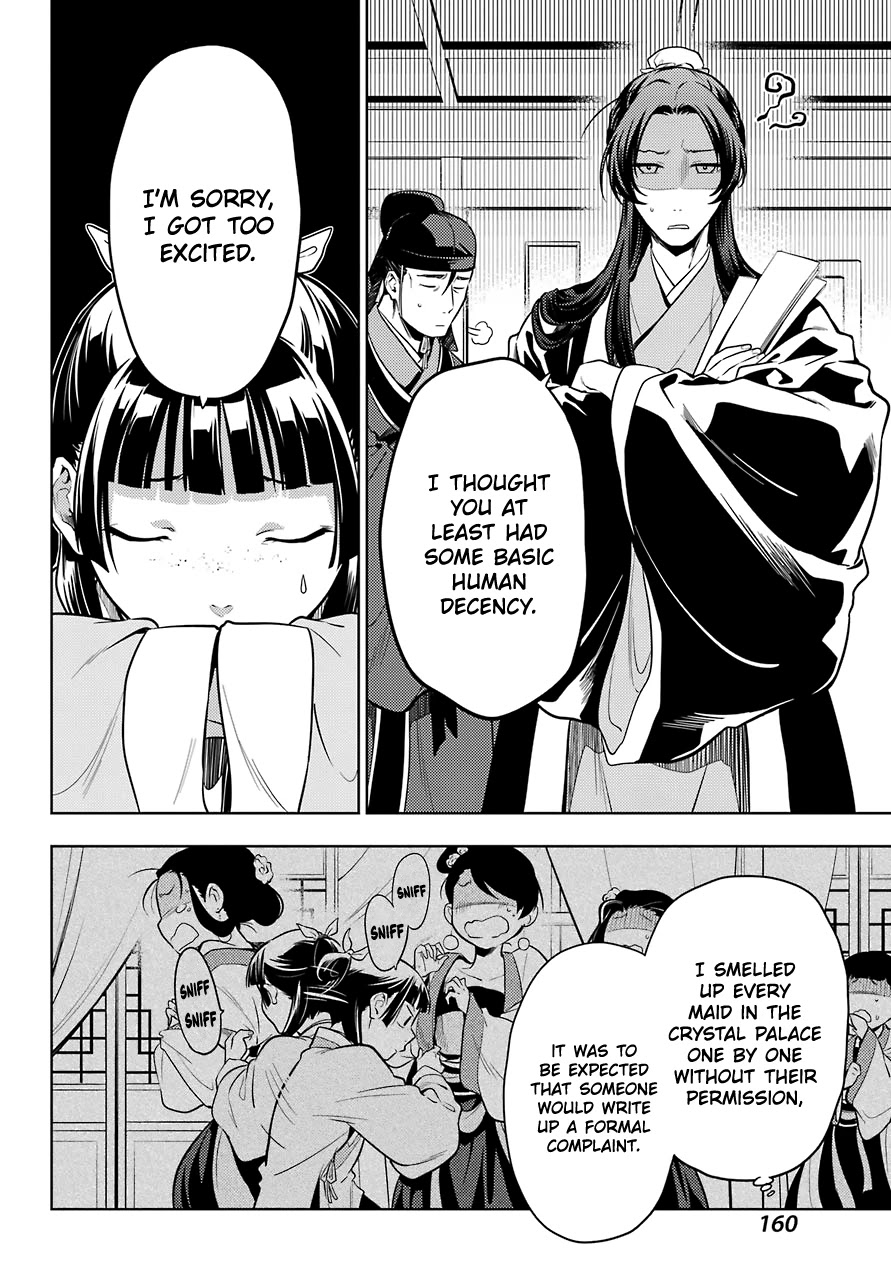 I THOUGHT
YOU AT
LEAST HAD
SOME BASIC
HUMAN
DECENCY.
I'M SORRY,
I GOT TOO
EXCITED.
I SMELLED
UP EVERY
MAID IN THE
CRYSTAL PALACE
ONE BY ONE
WITHOUT THEIR
PERMISSION,
IT WAS TO
BE EXPECTED
THAT SOMEONE
WOULD WRITE
UP A FORMAL
COMPLAINT.
SNIFF
SNIFF
SNIFF
SNIFF
160